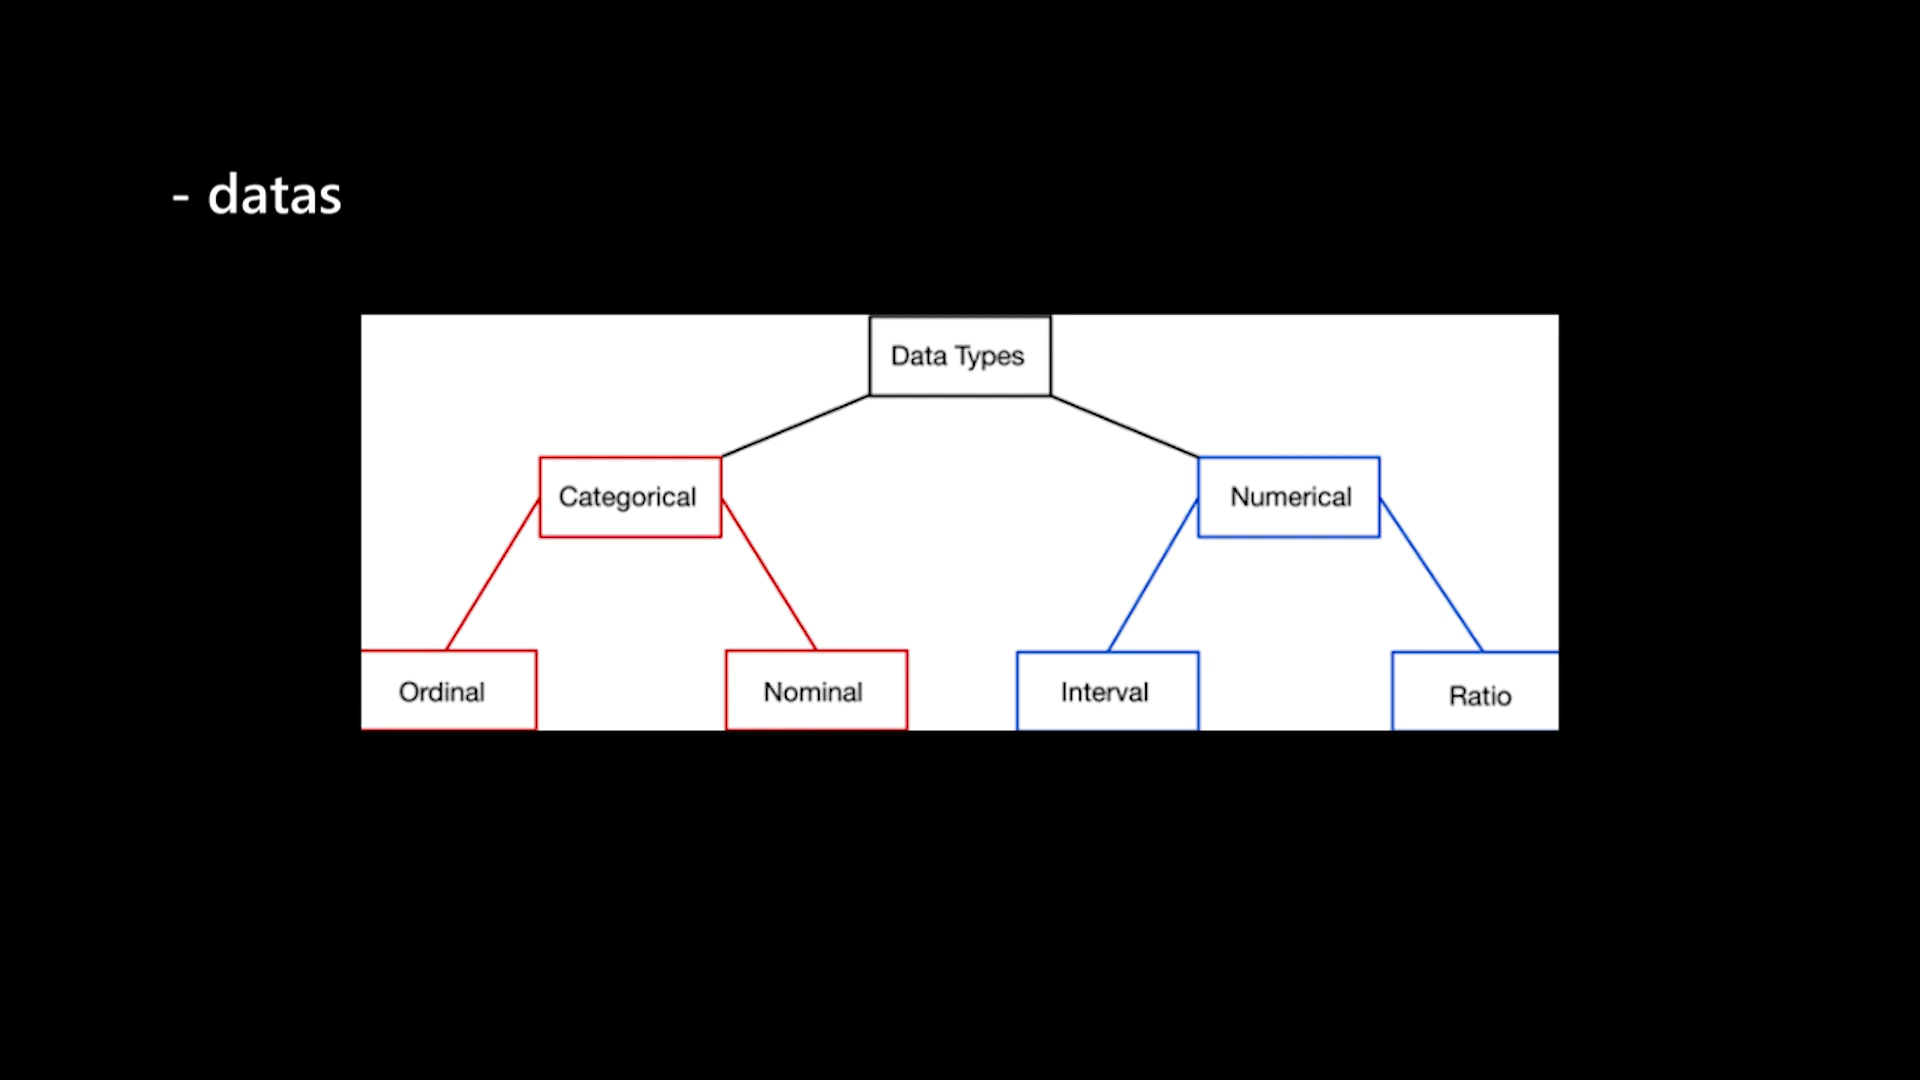 - datas
Data Types
Categorical
Numerical
Ordinal
Nominal
Interval
Ratio